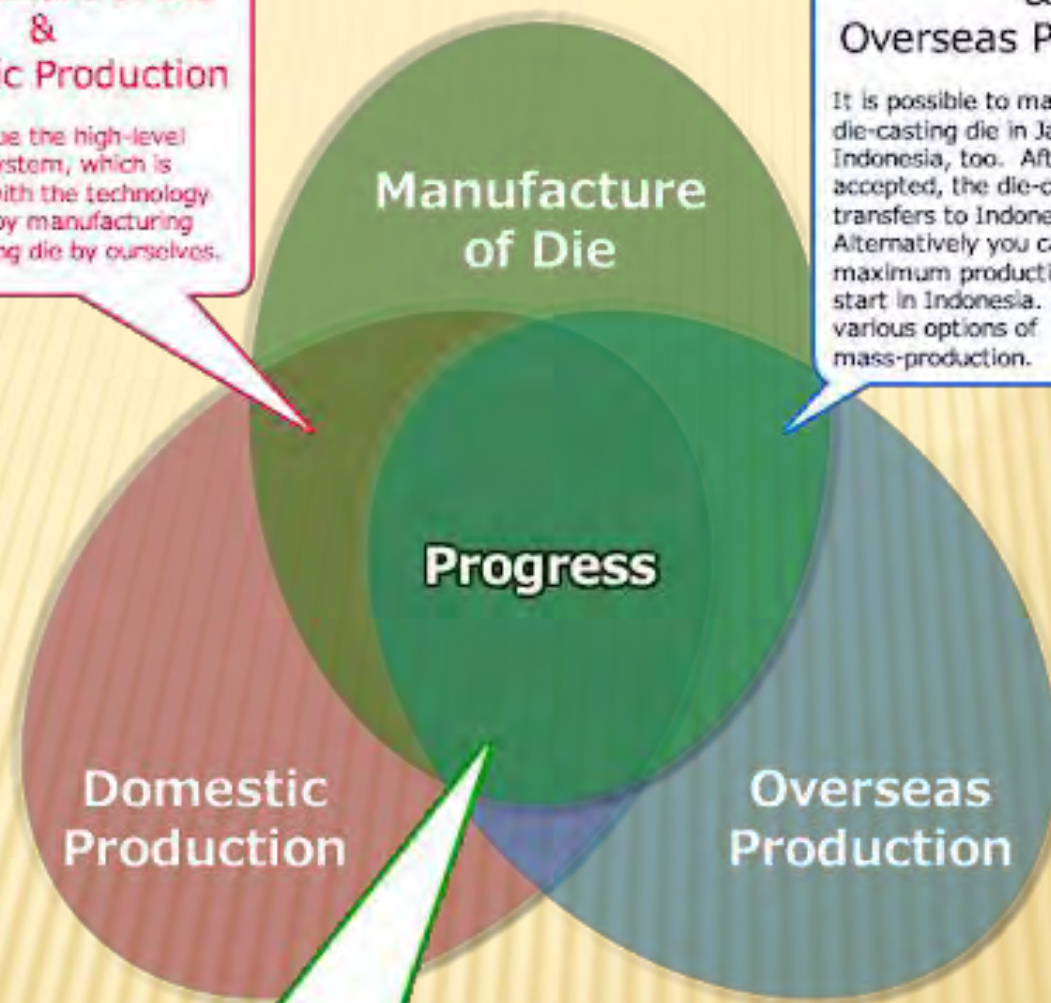 &
ic Production
ue the high-level
ystem, which is
with the technology
by manufacturing
ng die by ourselves.
&
Overseas P
It is possible to ma
die-casting die in Ja
Indonesia, too. Aft
accepted, the die-c
transfers to Indone
Alternatively you ca
maximum producti
start in Indonesia.
various options of
mass-production.
Manufacture
of Die
Progress
Domestic
Production
Overseas
Production